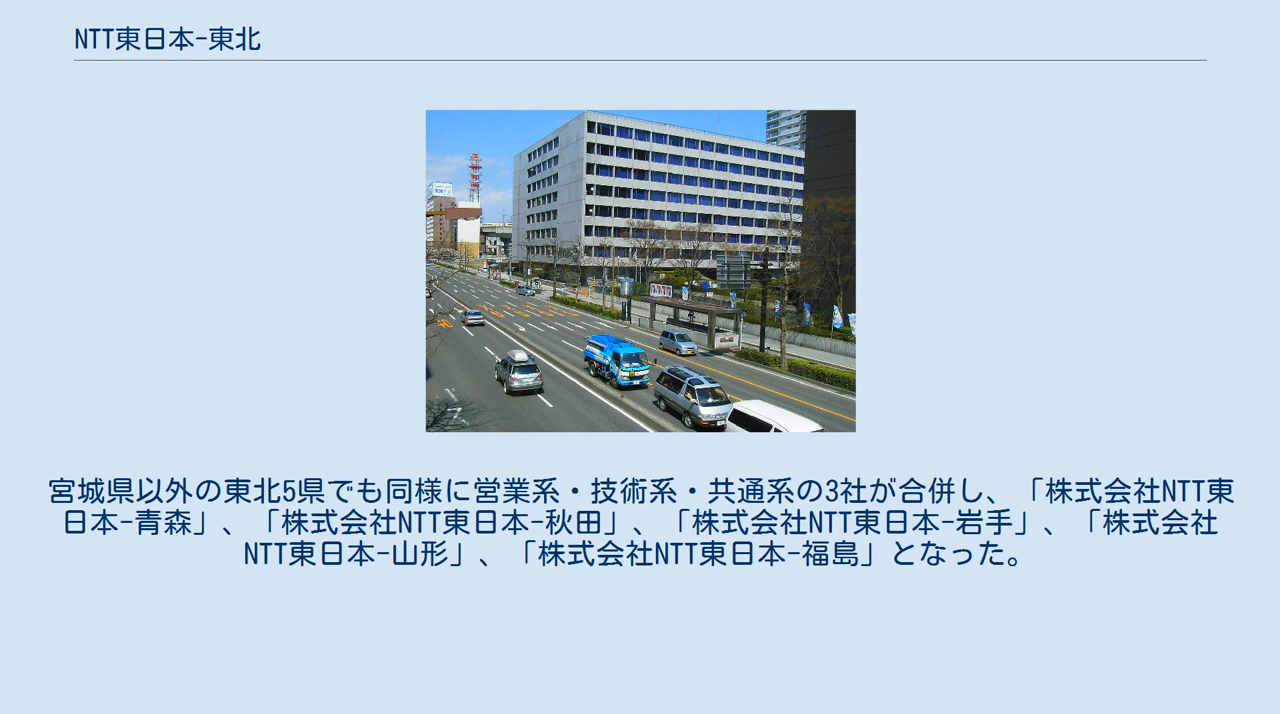 NTT東日本-東北
宮城県以外の東北5県でも同様に営業系・技術系・共通系の3社が合併し、「株式会社NTT東
日本-青森」、「株式会社NTT東日本-秋田」、「株式会社NTT東日本-岩手」、「株式会社
NTT東日本-山形」、「株式会社NTT東日本-福島」となった。